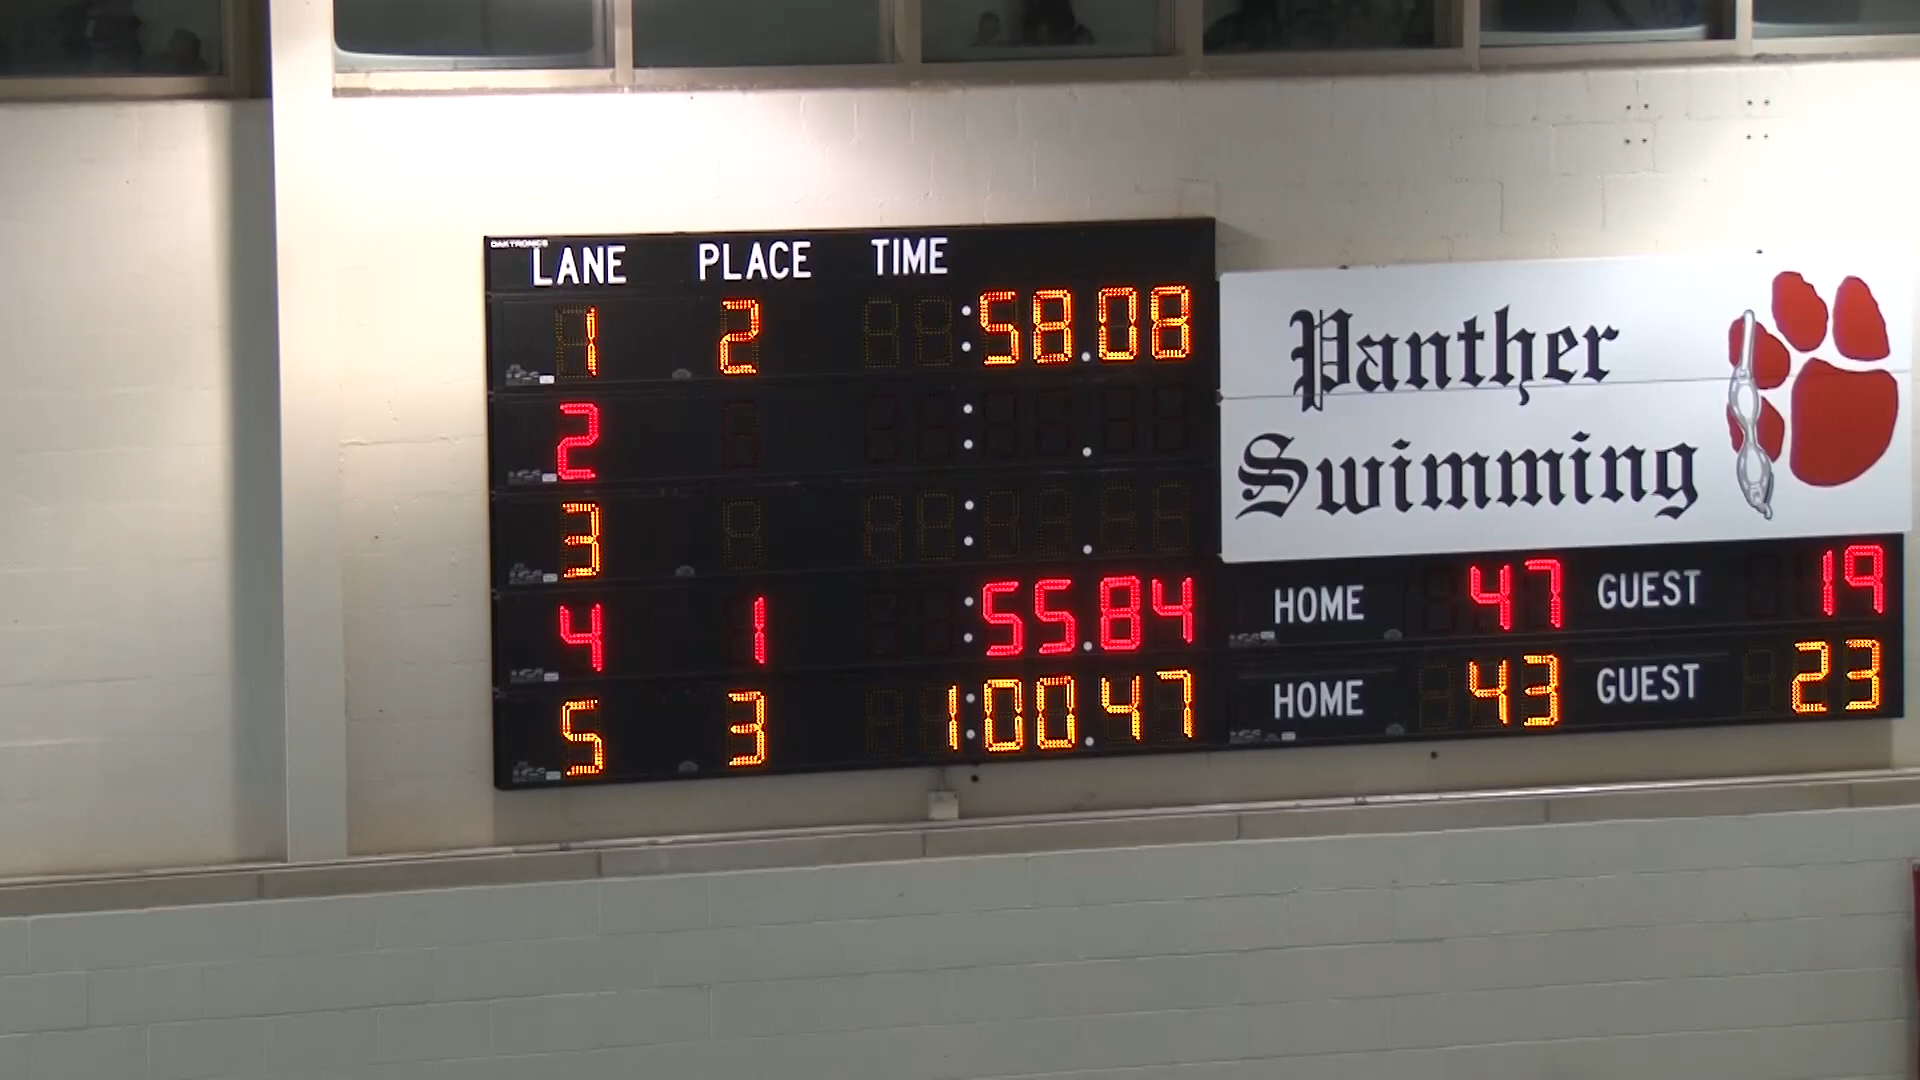 DAKTRONICS
LANE PLACE TIME
1 2 :58.08
2 : .
3 : .
4 1 :55.84
5 3 1:00.47
Panther
Swimming
HOME 47 GUEST 19
HOME 43 GUEST 23